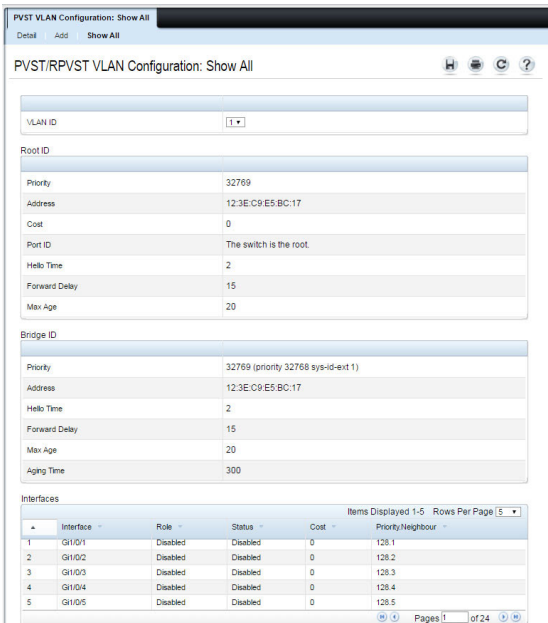 PVST VLAN Configuration: Show All
Detail Add Show All
PVST/RPVST VLAN Configuration: Show All
VLAN ID 1
Root ID
Priority 32769
Address 12:3E:C9:E5:BC:17
Cost 0
Port ID The switch is the root.
Hello Time 2
Forward Delay 15
Max Age 20
Bridge ID
Priority 32769 (priority 32768 sys-id-ext 1)
Address 12:3E:C9:E5:BC:17
Hello Time 2
Forward Delay 15
Max Age 20
Aging Time 300
Interfaces
Items Displayed 1-5 Rows Per Page 5
Interface Role Status Cost Priority.Neighbour
1 Gi1/0/1 Disabled Disabled 0 128.1
2 Gi1/0/2 Disabled Disabled 0 128.2
3 Gi1/0/3 Disabled Disabled 0 128.3
4 Gi1/0/4 Disabled Disabled 0 128.4
5 Gi1/0/5 Disabled Disabled 0 128.5
Pages 1 of 24